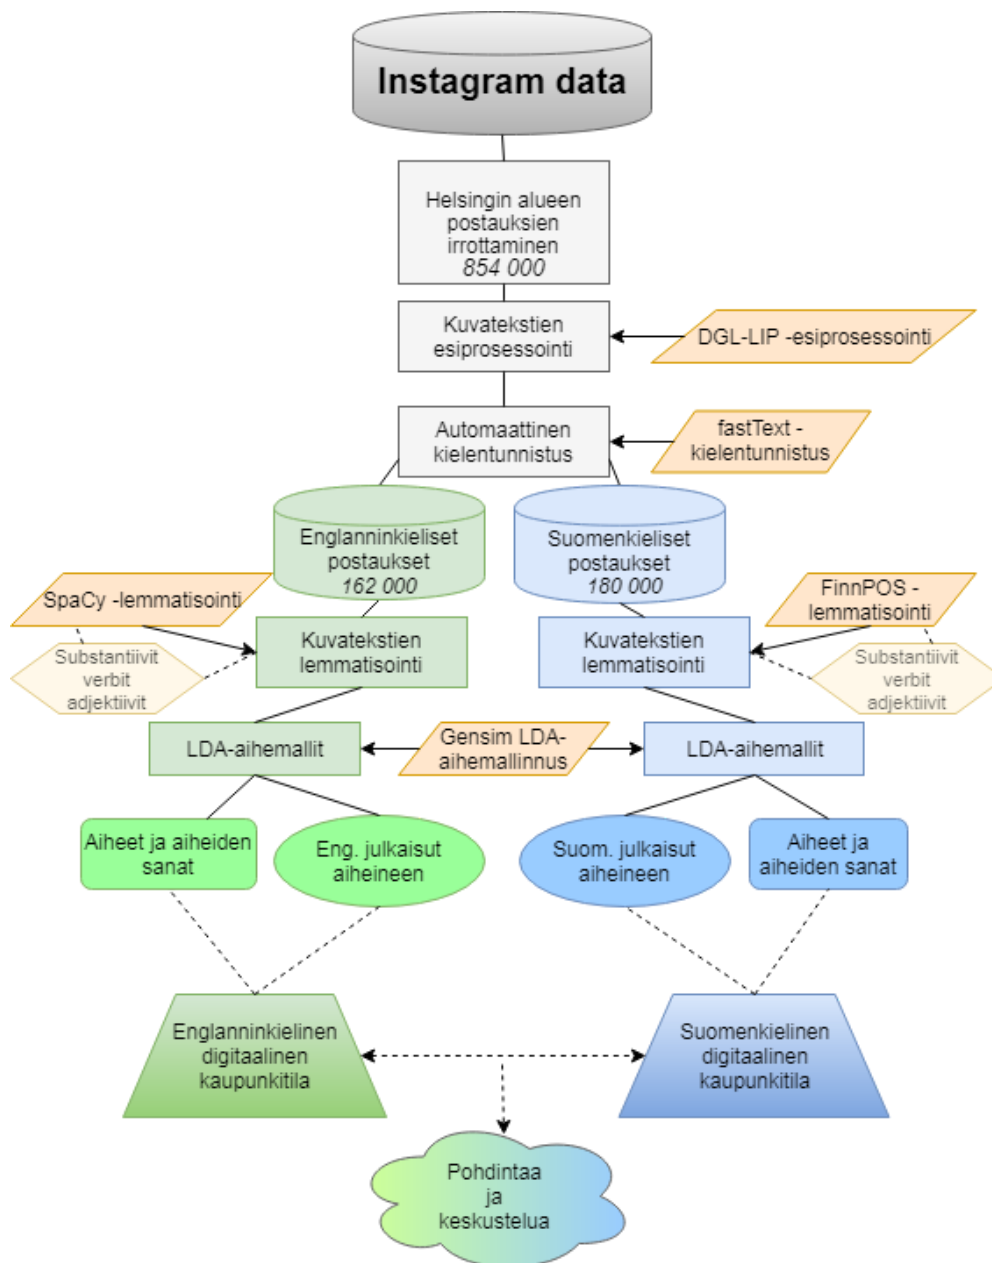 Instagram data
Helsingin alueen
postauksien
irrottaminen
854 000
Kuvatekstien
esiprosessointi
DGL-LIP -esiprosessointi
Automaattinen
kielentunnistus
fastText -
kielentunnistus
Englanninkieliset
postaukset
162 000
Suomenkieliset
postaukset
180 000
SpaCy -lemmatisointi
FinnPOS -
lemmatisointi
Substantiivit
verbit
adjektiivit
Kuvatekstien
lemmatisointi
Kuvatekstien
lemmatisointi
Substantiivit
verbit
adjektiivit
LDA-aihemallit
Gensim LDA-
aihemallinnus
LDA-aihemallit
Aiheet ja aiheiden
sanat
Eng. julkaisut
aiheineen
Suom. julkaisut
aiheineen
Aiheet ja
aiheiden sanat
Englanninkielinen
digitaalinen
kaupunkitila
Suomenkielinen
digitaalinen
kaupunkitila
Pohdintaa
ja
keskustelua